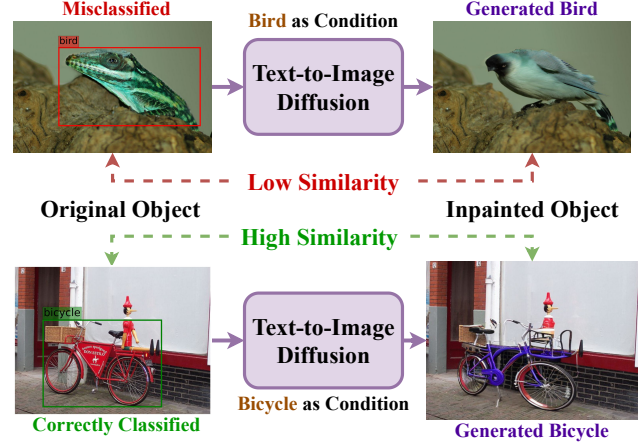 Misclassified
Bird as Condition
Generated Bird
bird
Text-to-Image
Diffusion
Low Similarity
Original Object
Inpainted Object
High Similarity
bicycle
Text-to-Image
Diffusion
Bicycle as Condition
Correctly Classified
Generated Bicycle